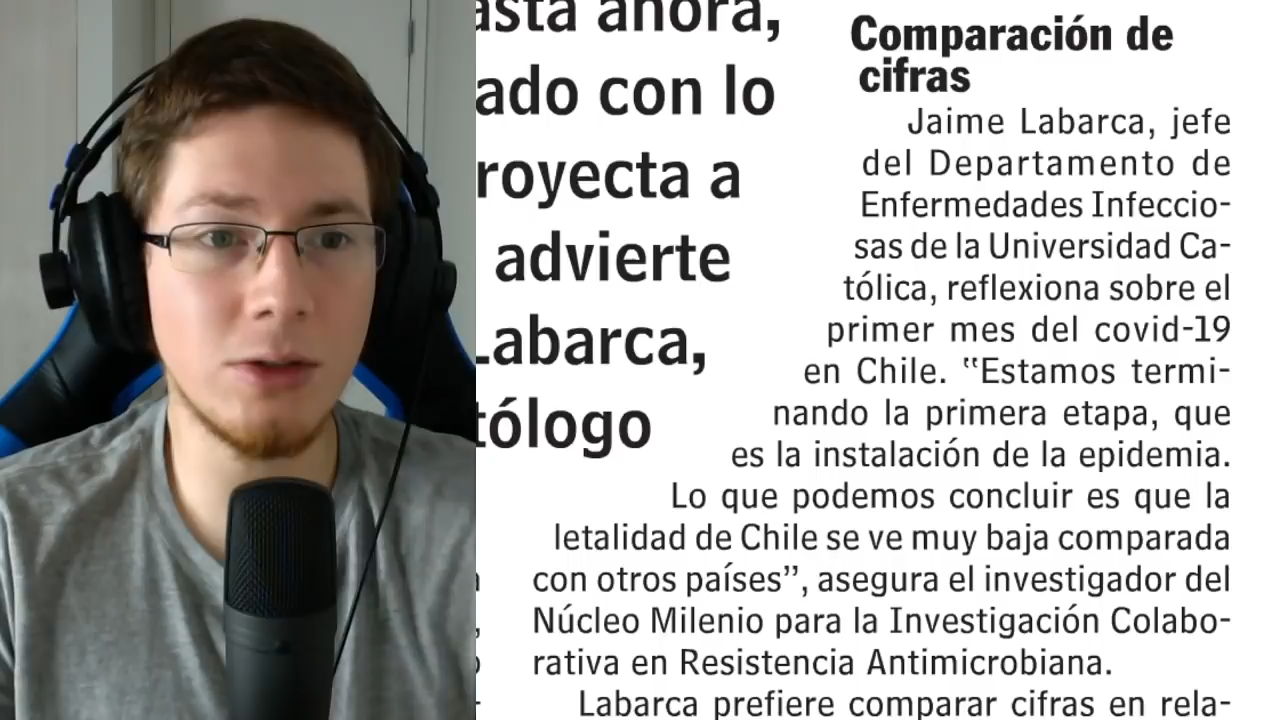 asta ahora,
ado con lo
royecta a
advierte
Labarca,
tólogo
Comparación de
cifras
Jaime Labarca, jefe
del Departamento de
Enfermedades Infeccio-
sas de la Universidad Ca-
tólica, reflexiona sobre el
primer mes del covid-19
en Chile. “Estamos termi-
nando la primera etapa, que
es la instalación de la epidemia.
Lo que podemos concluir es que la
letalidad de Chile se ve muy baja comparada
con otros países”, asegura el investigador del
Núcleo Milenio para la Investigación Colabo-
rativa en Resistencia Antimicrobiana.
Labarca prefiere comparar cifras en rela-